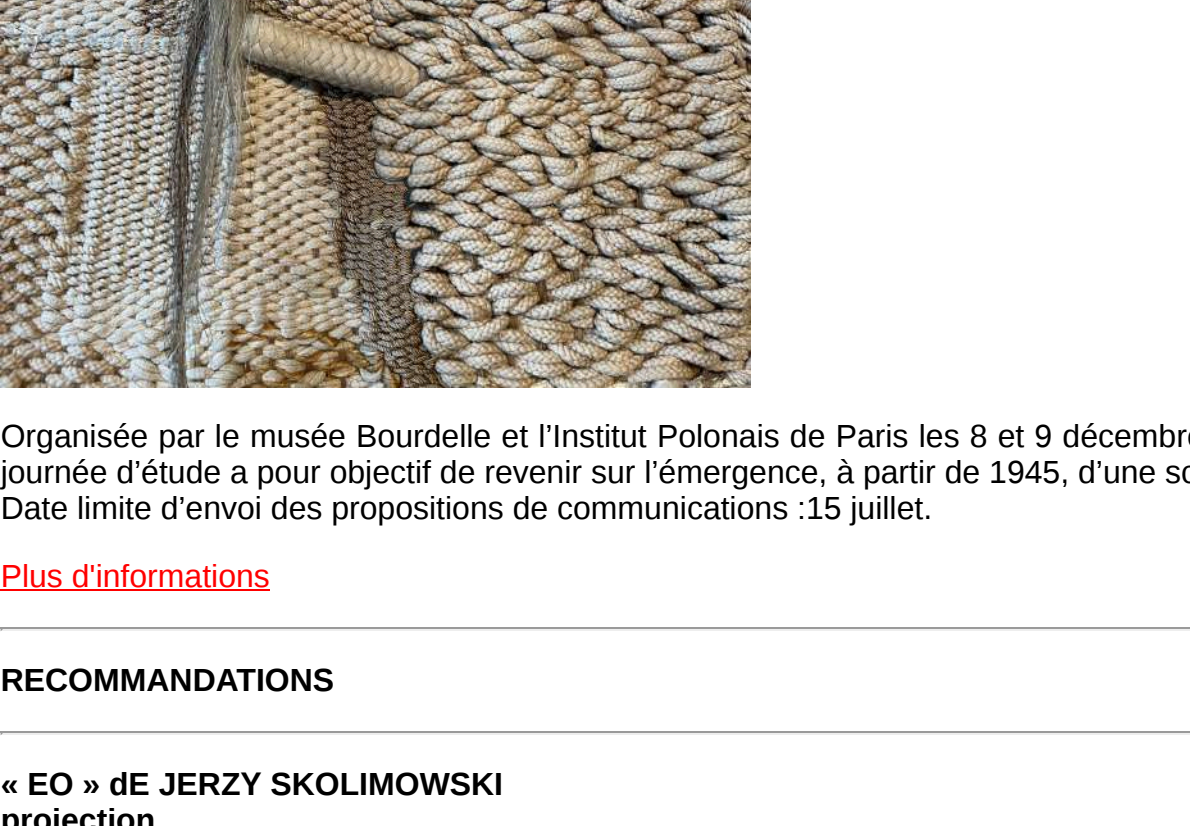 Organisée par le musée Bourdelle et l’Institut Polonais de Paris les 8 et 9 décembre
journée d’étude a pour objectif de revenir sur l’émergence, à partir de 1945, d’une
Date limite d’envoi des propositions de communications :15 juillet.
Plus d'informations
RECOMMANDATIONS
« EO » dE JERZY SKOLIMOWSKI
projection